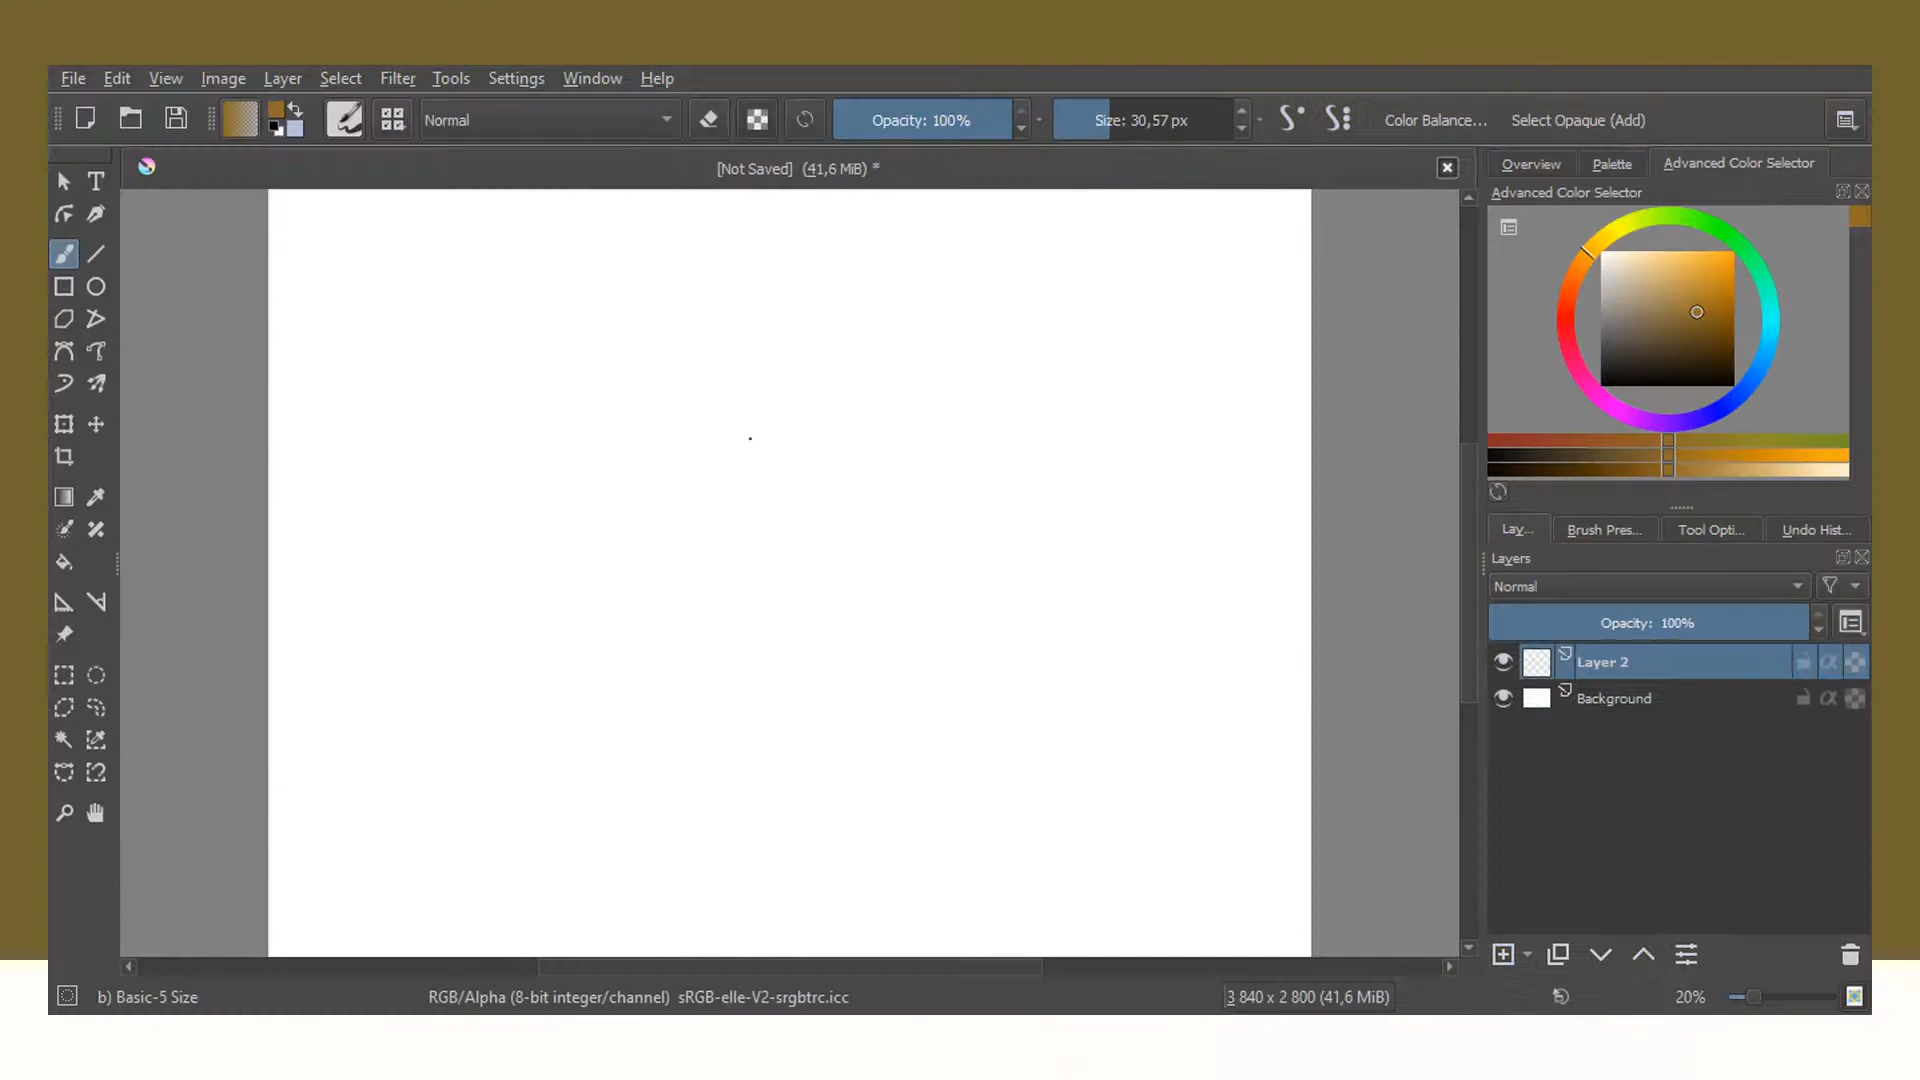 File Edit View Image Layer Select Filter Tools Settings Window Help
Normal Opacity: 100% Size: 30,57 px Color Balance... Select Opaque (Add)
[Not Saved] (41,6 MiB) *
Overview Palette Advanced Color Selector
Advanced Color Selector
Lay... Brush Pres... Tool Opti... Undo Hist...
Layers
Normal
Opacity: 100%
Layer 2
Background
b) Basic-5 Size RGB/Alpha (8-bit integer/channel) sRGB-elle-V2-srgbtrc.icc 3 840 x 2 800 (41,6 MiB) 20%